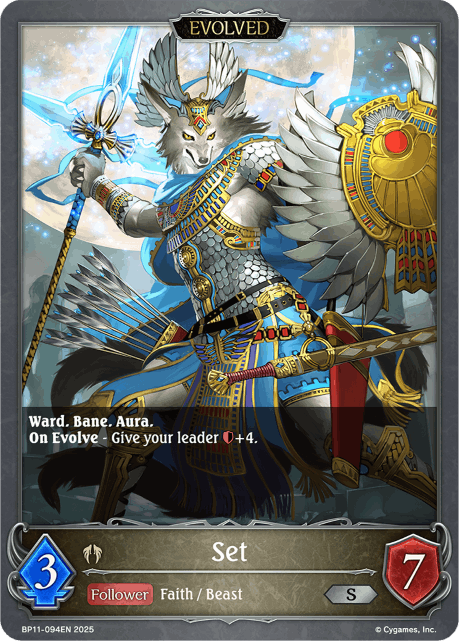 EVOLVED
Ward. Bane. Aura.
On Evolve - Give your leader +4.
Set
3
7
Follower Faith / Beast
S
BP11-094EN 2025
© Cygames, Inc.